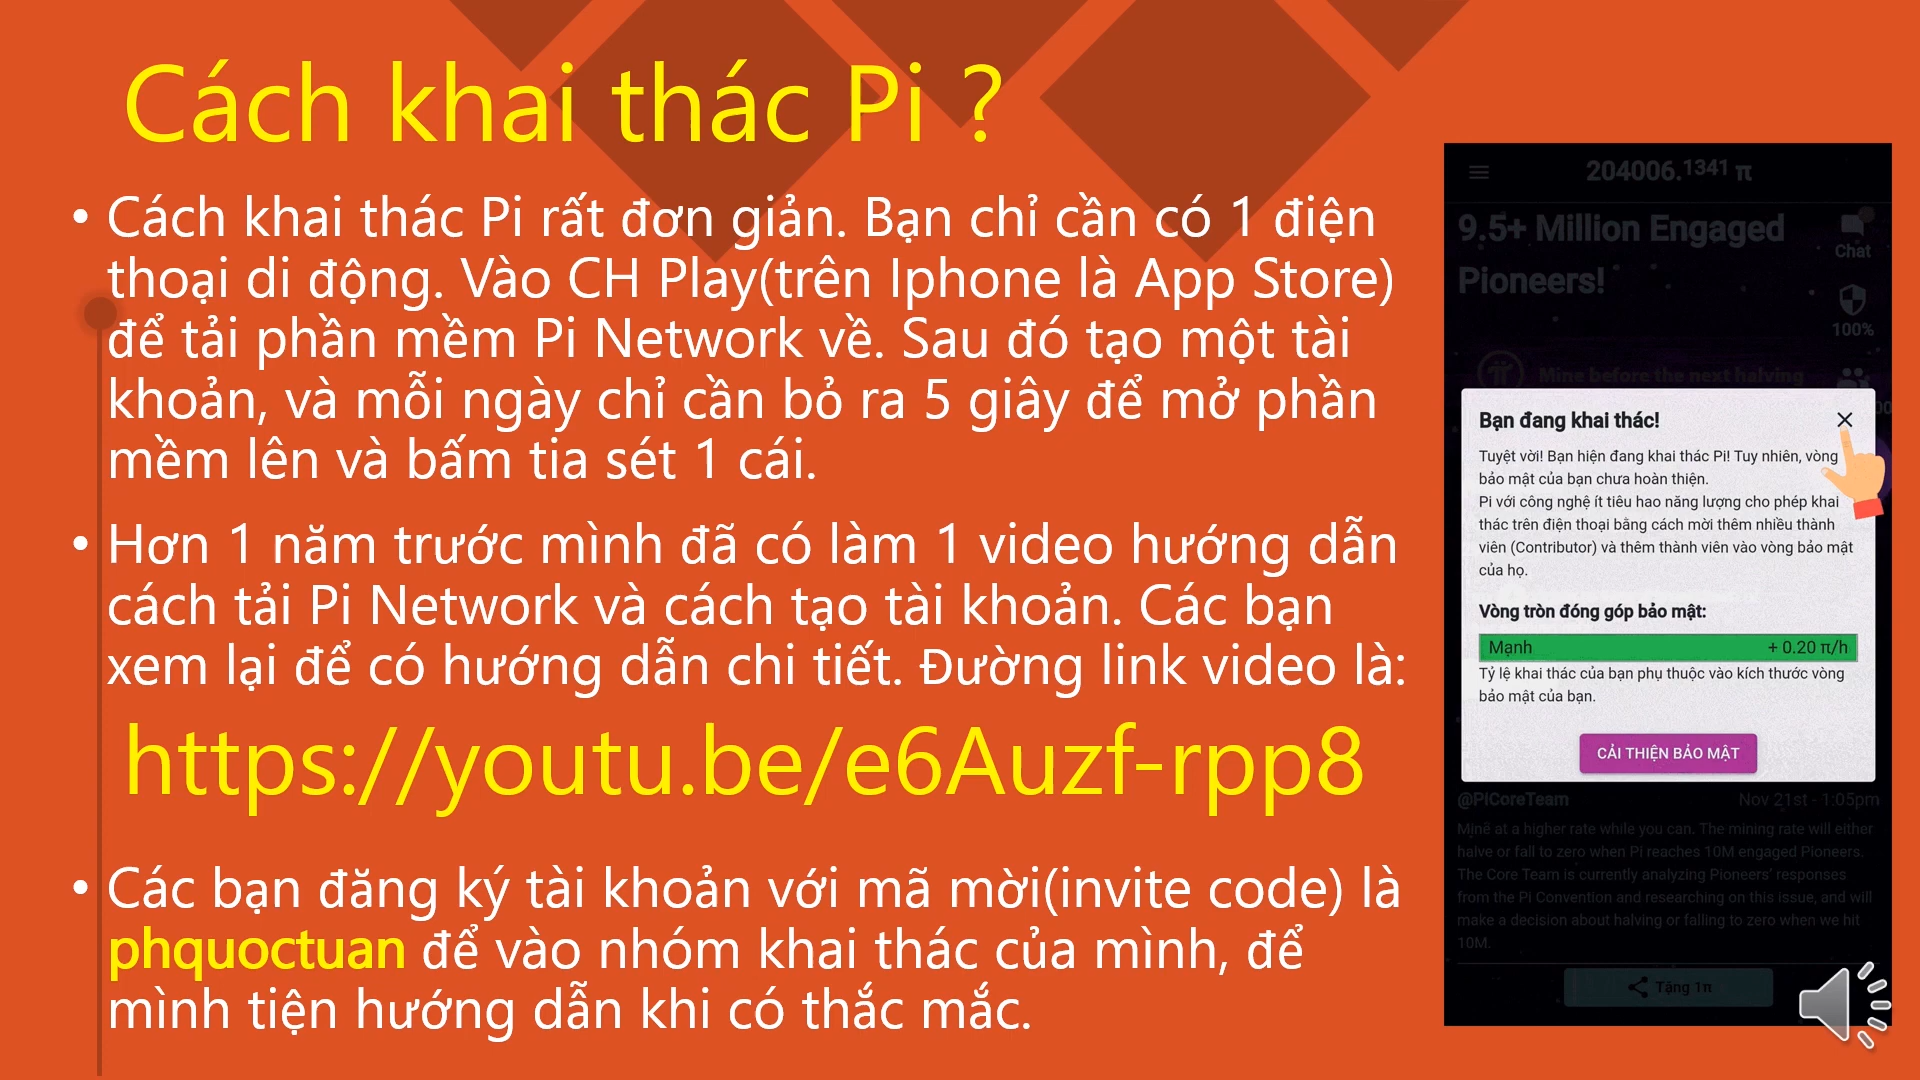 Cách khai thác Pi ?
• Cách khai thác Pi rất đơn giản. Bạn chỉ cần có 1 điện
thoại di động. Vào CH Play(trên Iphone là App Store)
để tải phần mềm Pi Network về. Sau đó tạo một tài
khoản, và mỗi ngày chỉ cần bỏ ra 5 giây để mở phần
mềm lên và bấm tia sét 1 cái.
• Hơn 1 năm trước mình đã có làm 1 video hướng dẫn
cách tải Pi Network và cách tạo tài khoản. Các bạn
xem lại để có hướng dẫn chi tiết. Đường link video là:
https://youtu.be/e6Auzf-rpp8
• Các bạn đăng ký tài khoản với mã mời(invite code) là
phquoctuan để vào nhóm khai thác của mình, để
mình tiện hướng dẫn khi có thắc mắc.
204006.1341 π
9.5+ Million Engaged
Pioneers!
Chat
100%
Mine before the next halving
Bạn đang khai thác!
Tuyệt vời! Bạn hiện đang khai thác Pi! Tuy nhiên, vòng
bảo mật của bạn chưa hoàn thiện.
Pi với công nghệ ít tiêu hao năng lượng cho phép khai
thác trên điện thoại bằng cách mời thêm nhiều thành
viên (Contributor) và thêm thành viên vào vòng bảo mật
của họ.
Vòng tròn đóng góp bảo mật:
Mạnh + 0.20 π/h
Tỷ lệ khai thác của bạn phụ thuộc vào kích thước vòng
bảo mật của bạn.
CẢI THIỆN BẢO MẬT
@PiCoreTeam Nov 21st - 1:05pm
Mine at a higher rate while you can. The mining rate will either
halve or fall to zero when Pi reaches 10M engaged Pioneers.
The Core Team is currently analyzing Pioneers' responses
from the Pi Convention and researching on this issue, and will
make a decision about halving or falling to zero when we hit
10M.
Tặng 1π